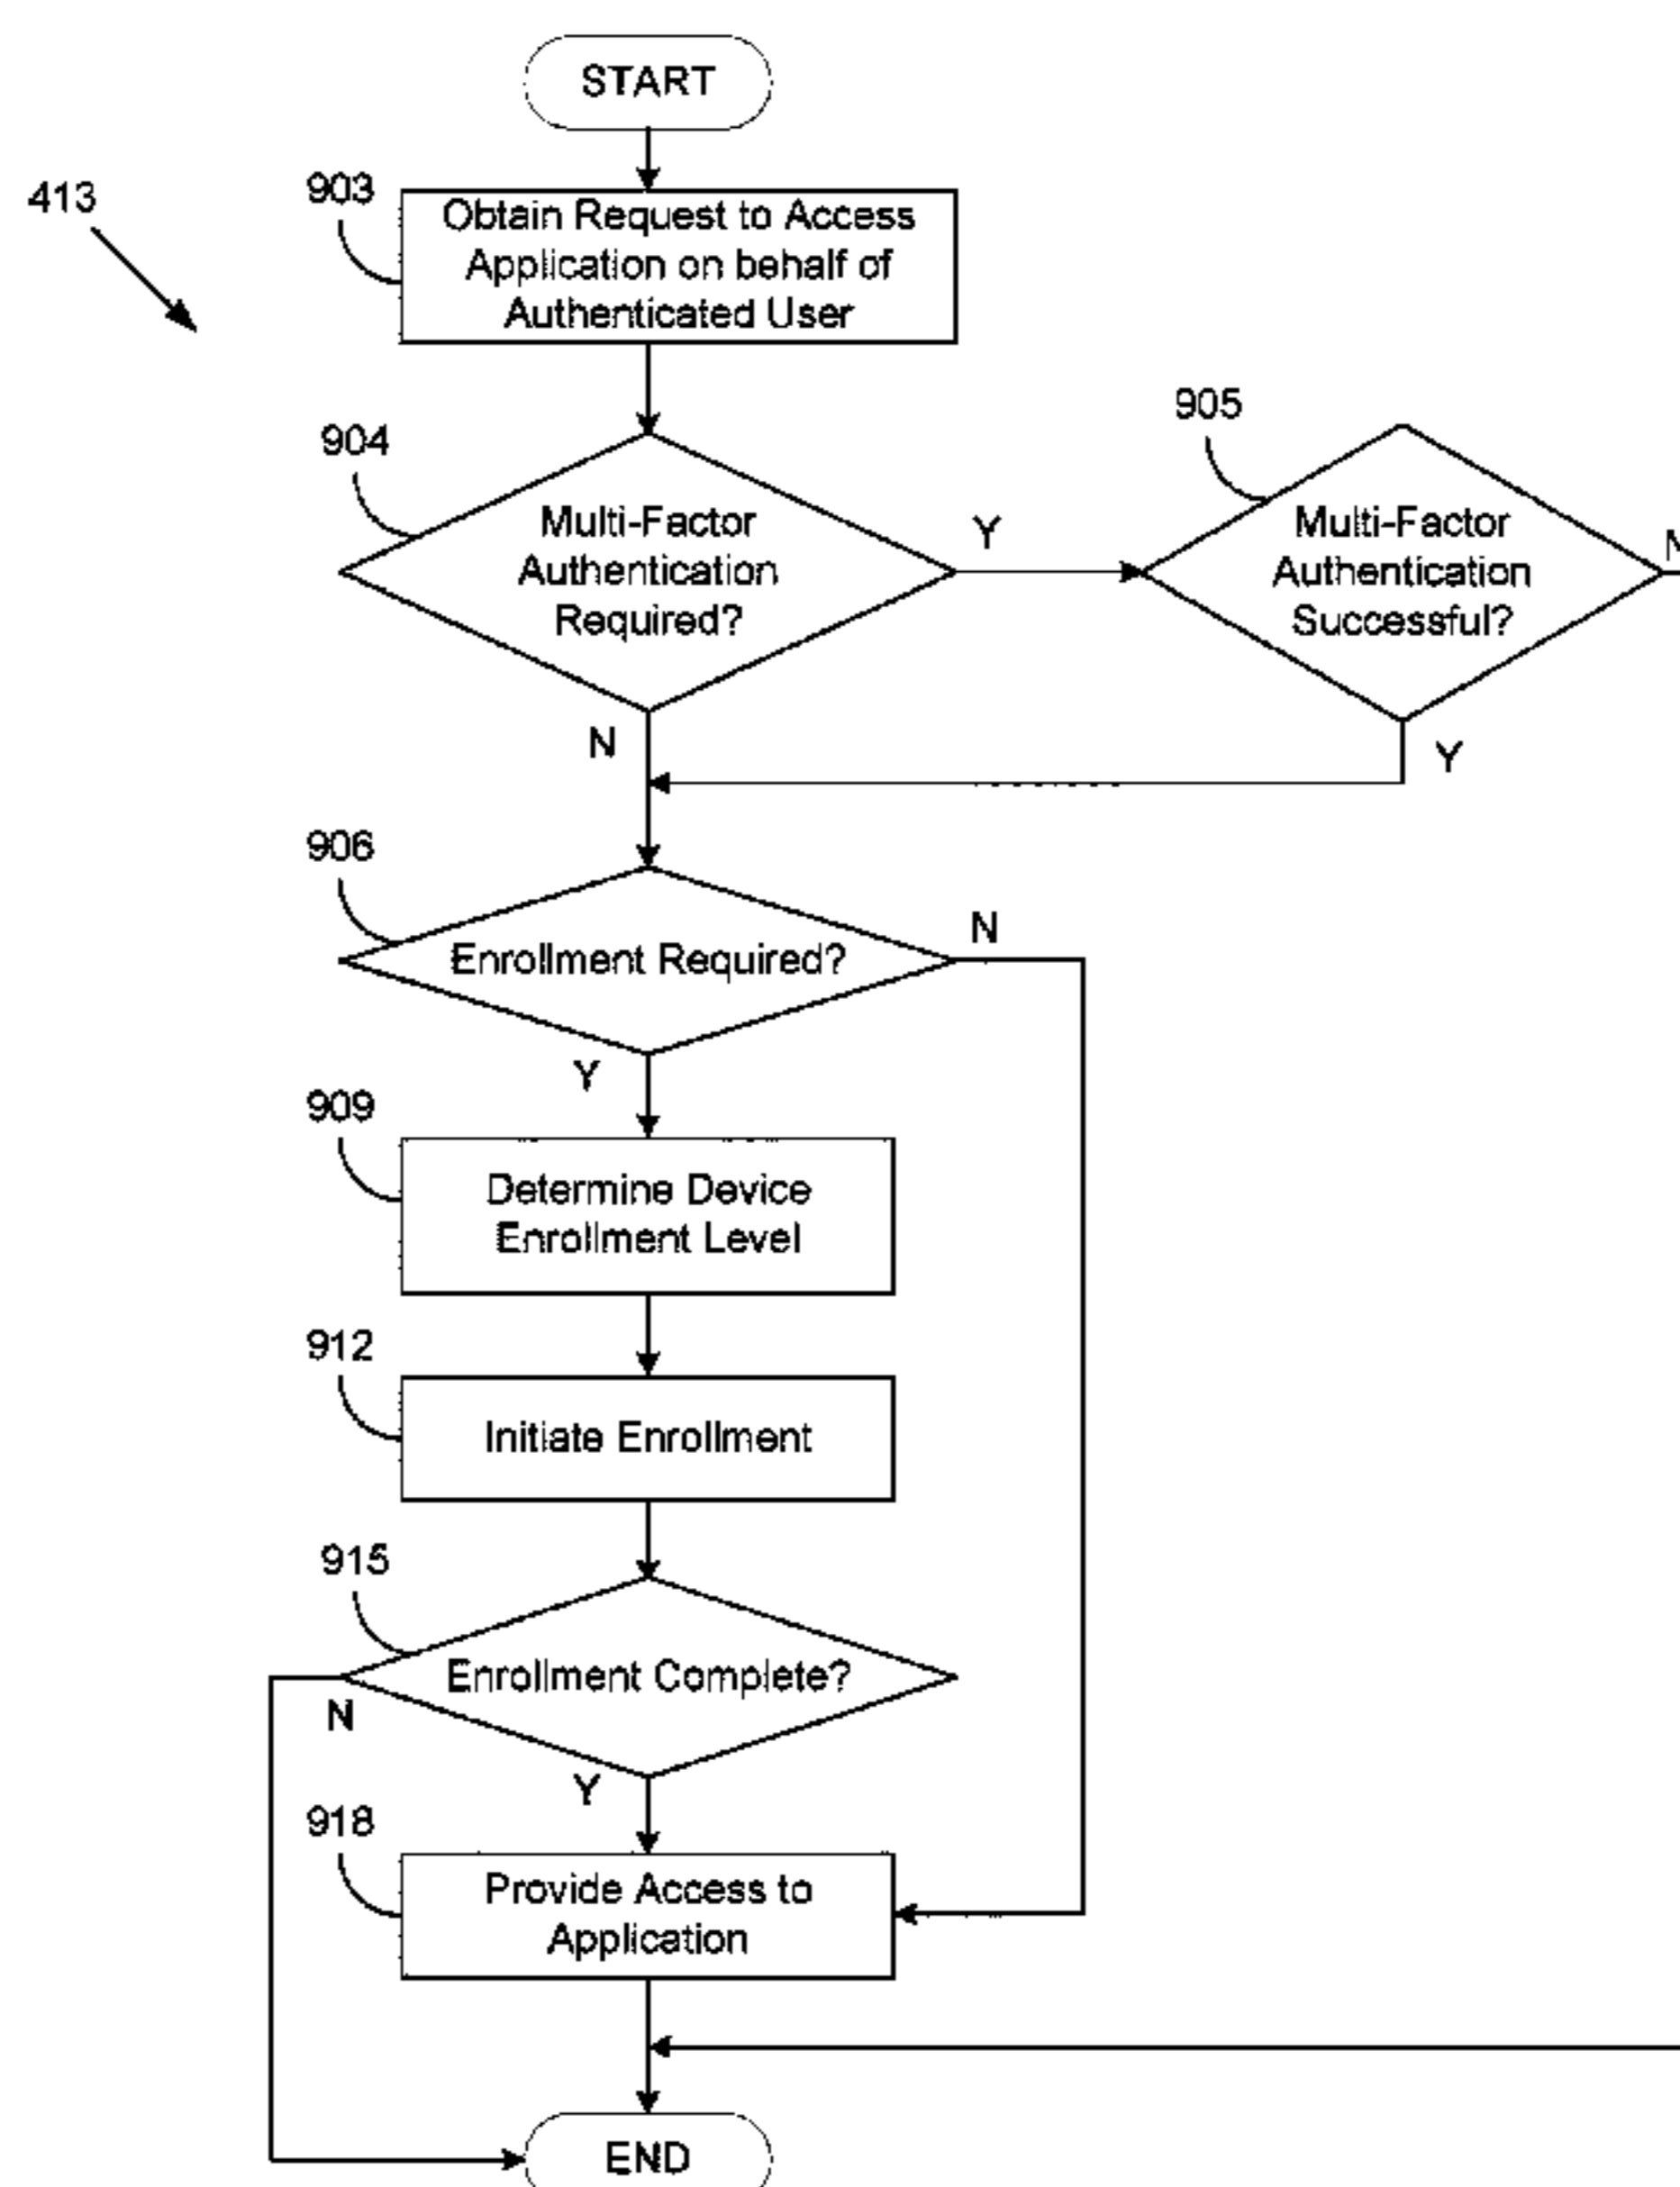 START
413
903
Obtain Request to Access
Application on behalf of
Authenticated User
904
Multi-Factor
Authentication
Required?
Y
905
Multi-Factor
Authentication
Successful?
N
N
Y
906
Enrollment Required?
N
Y
909
Determine Device
Enrollment Level
912
Initiate Enrollment
915
Enrollment Complete?
N
Y
918
Provide Access to
Application
END